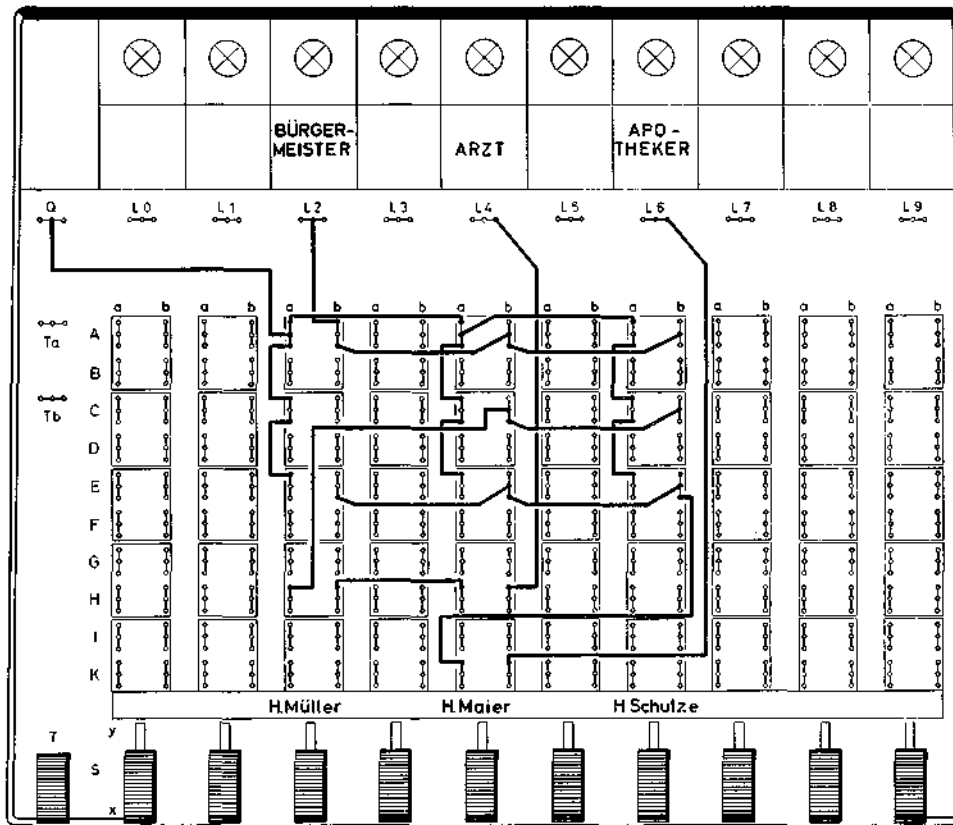 BÜRGER-
MEISTER
ARZT
APO-
THEKER
Q L0 L1 L2 L3 L4 L5 L6 L7 L8 L9
a b a b a b a b a b a b a b a b a b a b
Ta
A
B
Tb
C
D
E
F
G
H
I
K
H.Müller H.Maier H.Schulze
T
y
S
x